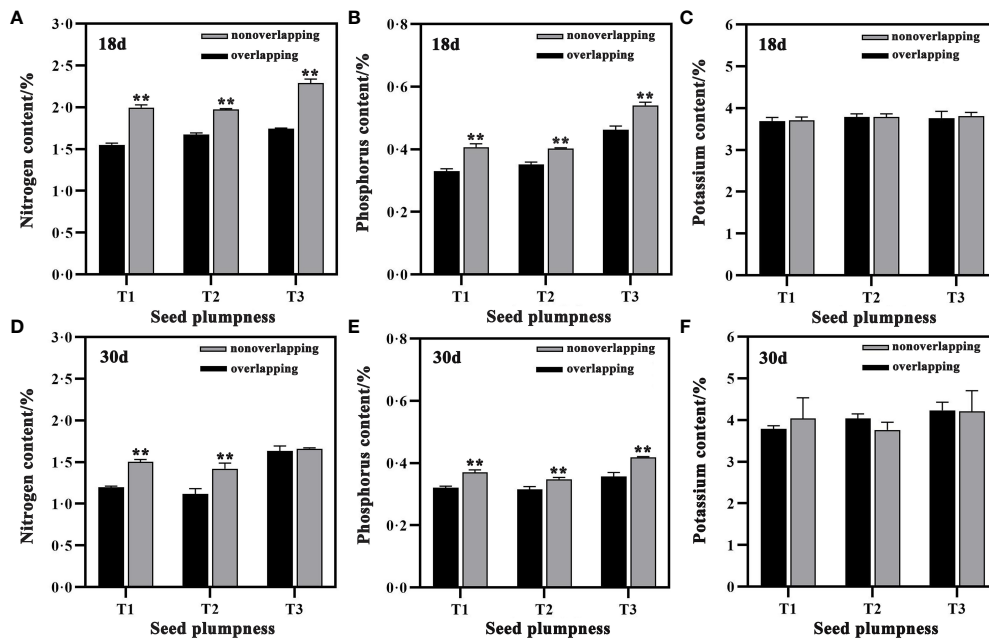 A
3·0
2·5
2·0
1·5
1·0
0·5
0·0
Nitrogen content/%
18d
nonoverlapping
overlapping
**
**
**
T1 T2 T3
Seed plumpness
B
0·8
0·6
0·4
0·2
0·0
Phosphorus content/%
18d
nonoverlapping
overlapping
**
**
**
T1 T2 T3
Seed plumpness
C
6
5
4
3
2
1
0
Potassium content/%
18d
nonoverlapping
overlapping
T1 T2 T3
Seed plumpness
D
3·0
2·5
2·0
1·5
1·0
0·5
0·0
Nitrogen content/%
30d
nonoverlapping
overlapping
**
**
T1 T2 T3
Seed plumpness
E
0·8
0·6
0·4
0·2
0·0
Phosphorus content/%
30d
nonoverlapping
overlapping
**
**
**
T1 T2 T3
Seed plumpness
F
6
5
4
3
2
1
0
Potassium content/%
30d
nonoverlapping
overlapping
T1 T2 T3
Seed plumpness